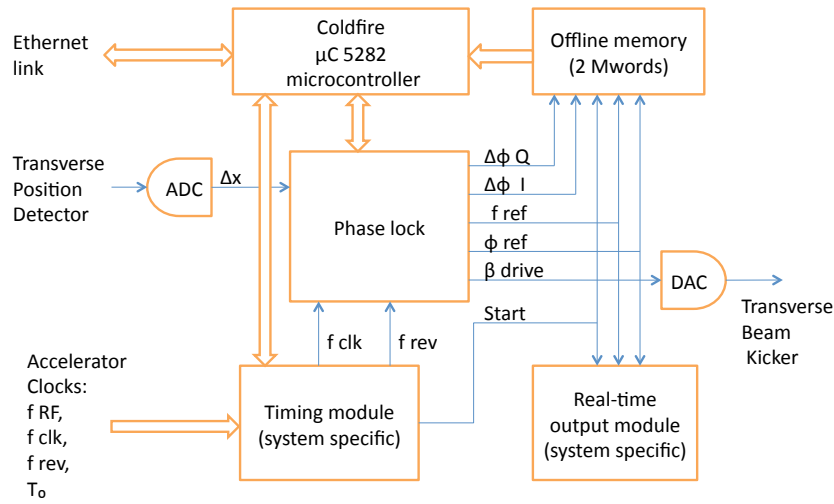 Ethernet
link
Coldfire
μC 5282
microcontroller
Offline memory
(2 Mwords)
Transverse
Position
Detector
ADC
Δx
Phase lock
Δϕ Q
Δϕ I
f ref
ϕ ref
β drive
DAC
Start
Transverse
Beam
Kicker
f clk
f rev
Accelerator
Clocks:
f RF,
f clk,
f rev,
T₀
Timing module
(system specific)
Real-time
output module
(system specific)